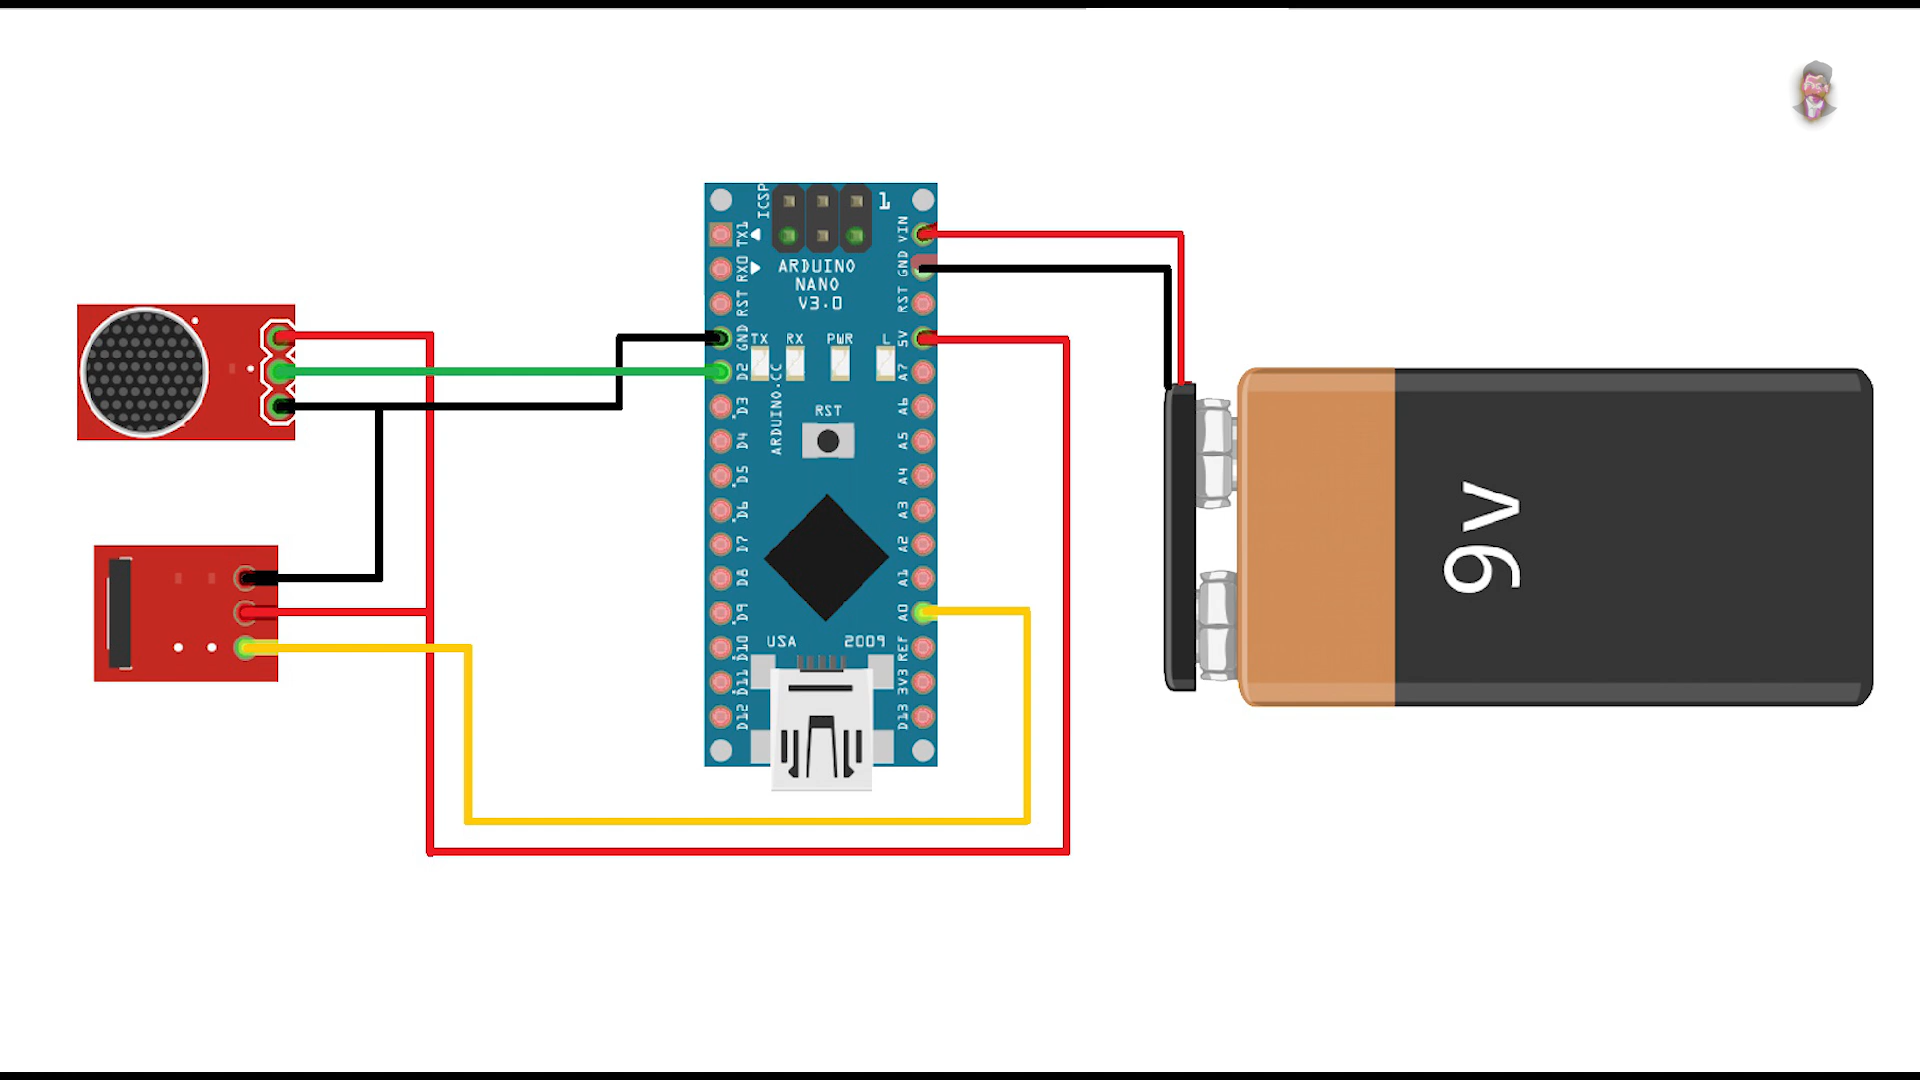 ICSP
1
TX1
RX0
RST
GND
D2
D3
D4
D5
D6
D7
D8
D9
D10
D11
D12
ARDUINO
NANO
V3.0
TX RX PWR L
ARDUINO.CC
RST
USA 2009
VIN
GND
RST
5V
A7
A6
A5
A4
A3
A2
A1
A0
REF
3V3
D13
9v